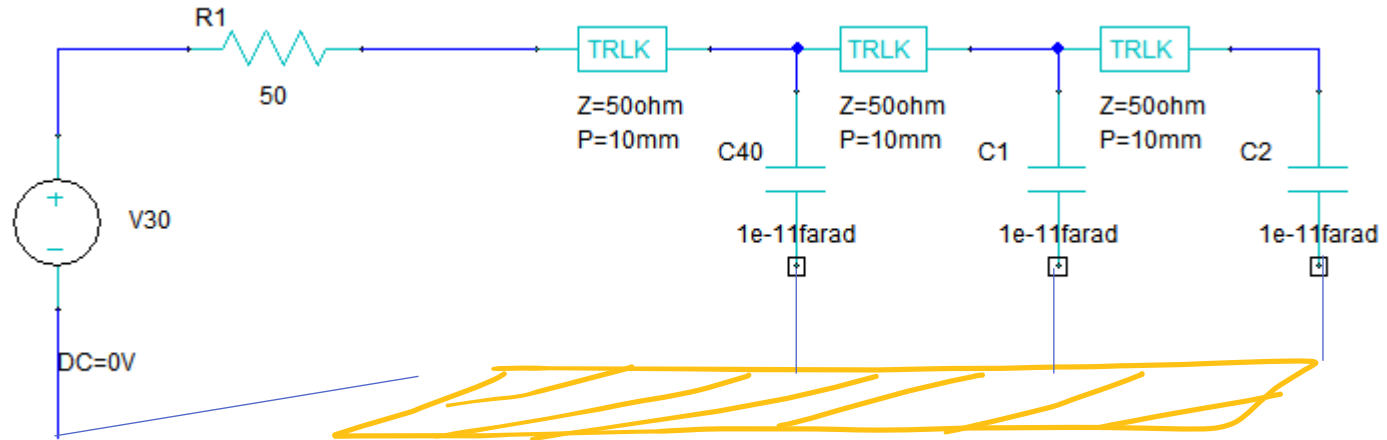 R1
50
TRLK
TRLK
TRLK
Z=50ohm
P=10mm
Z=50ohm
P=10mm
Z=50ohm
P=10mm
C40
C1
C2
+
V30
−
1e-11farad
1e-11farad
1e-11farad
DC=0V